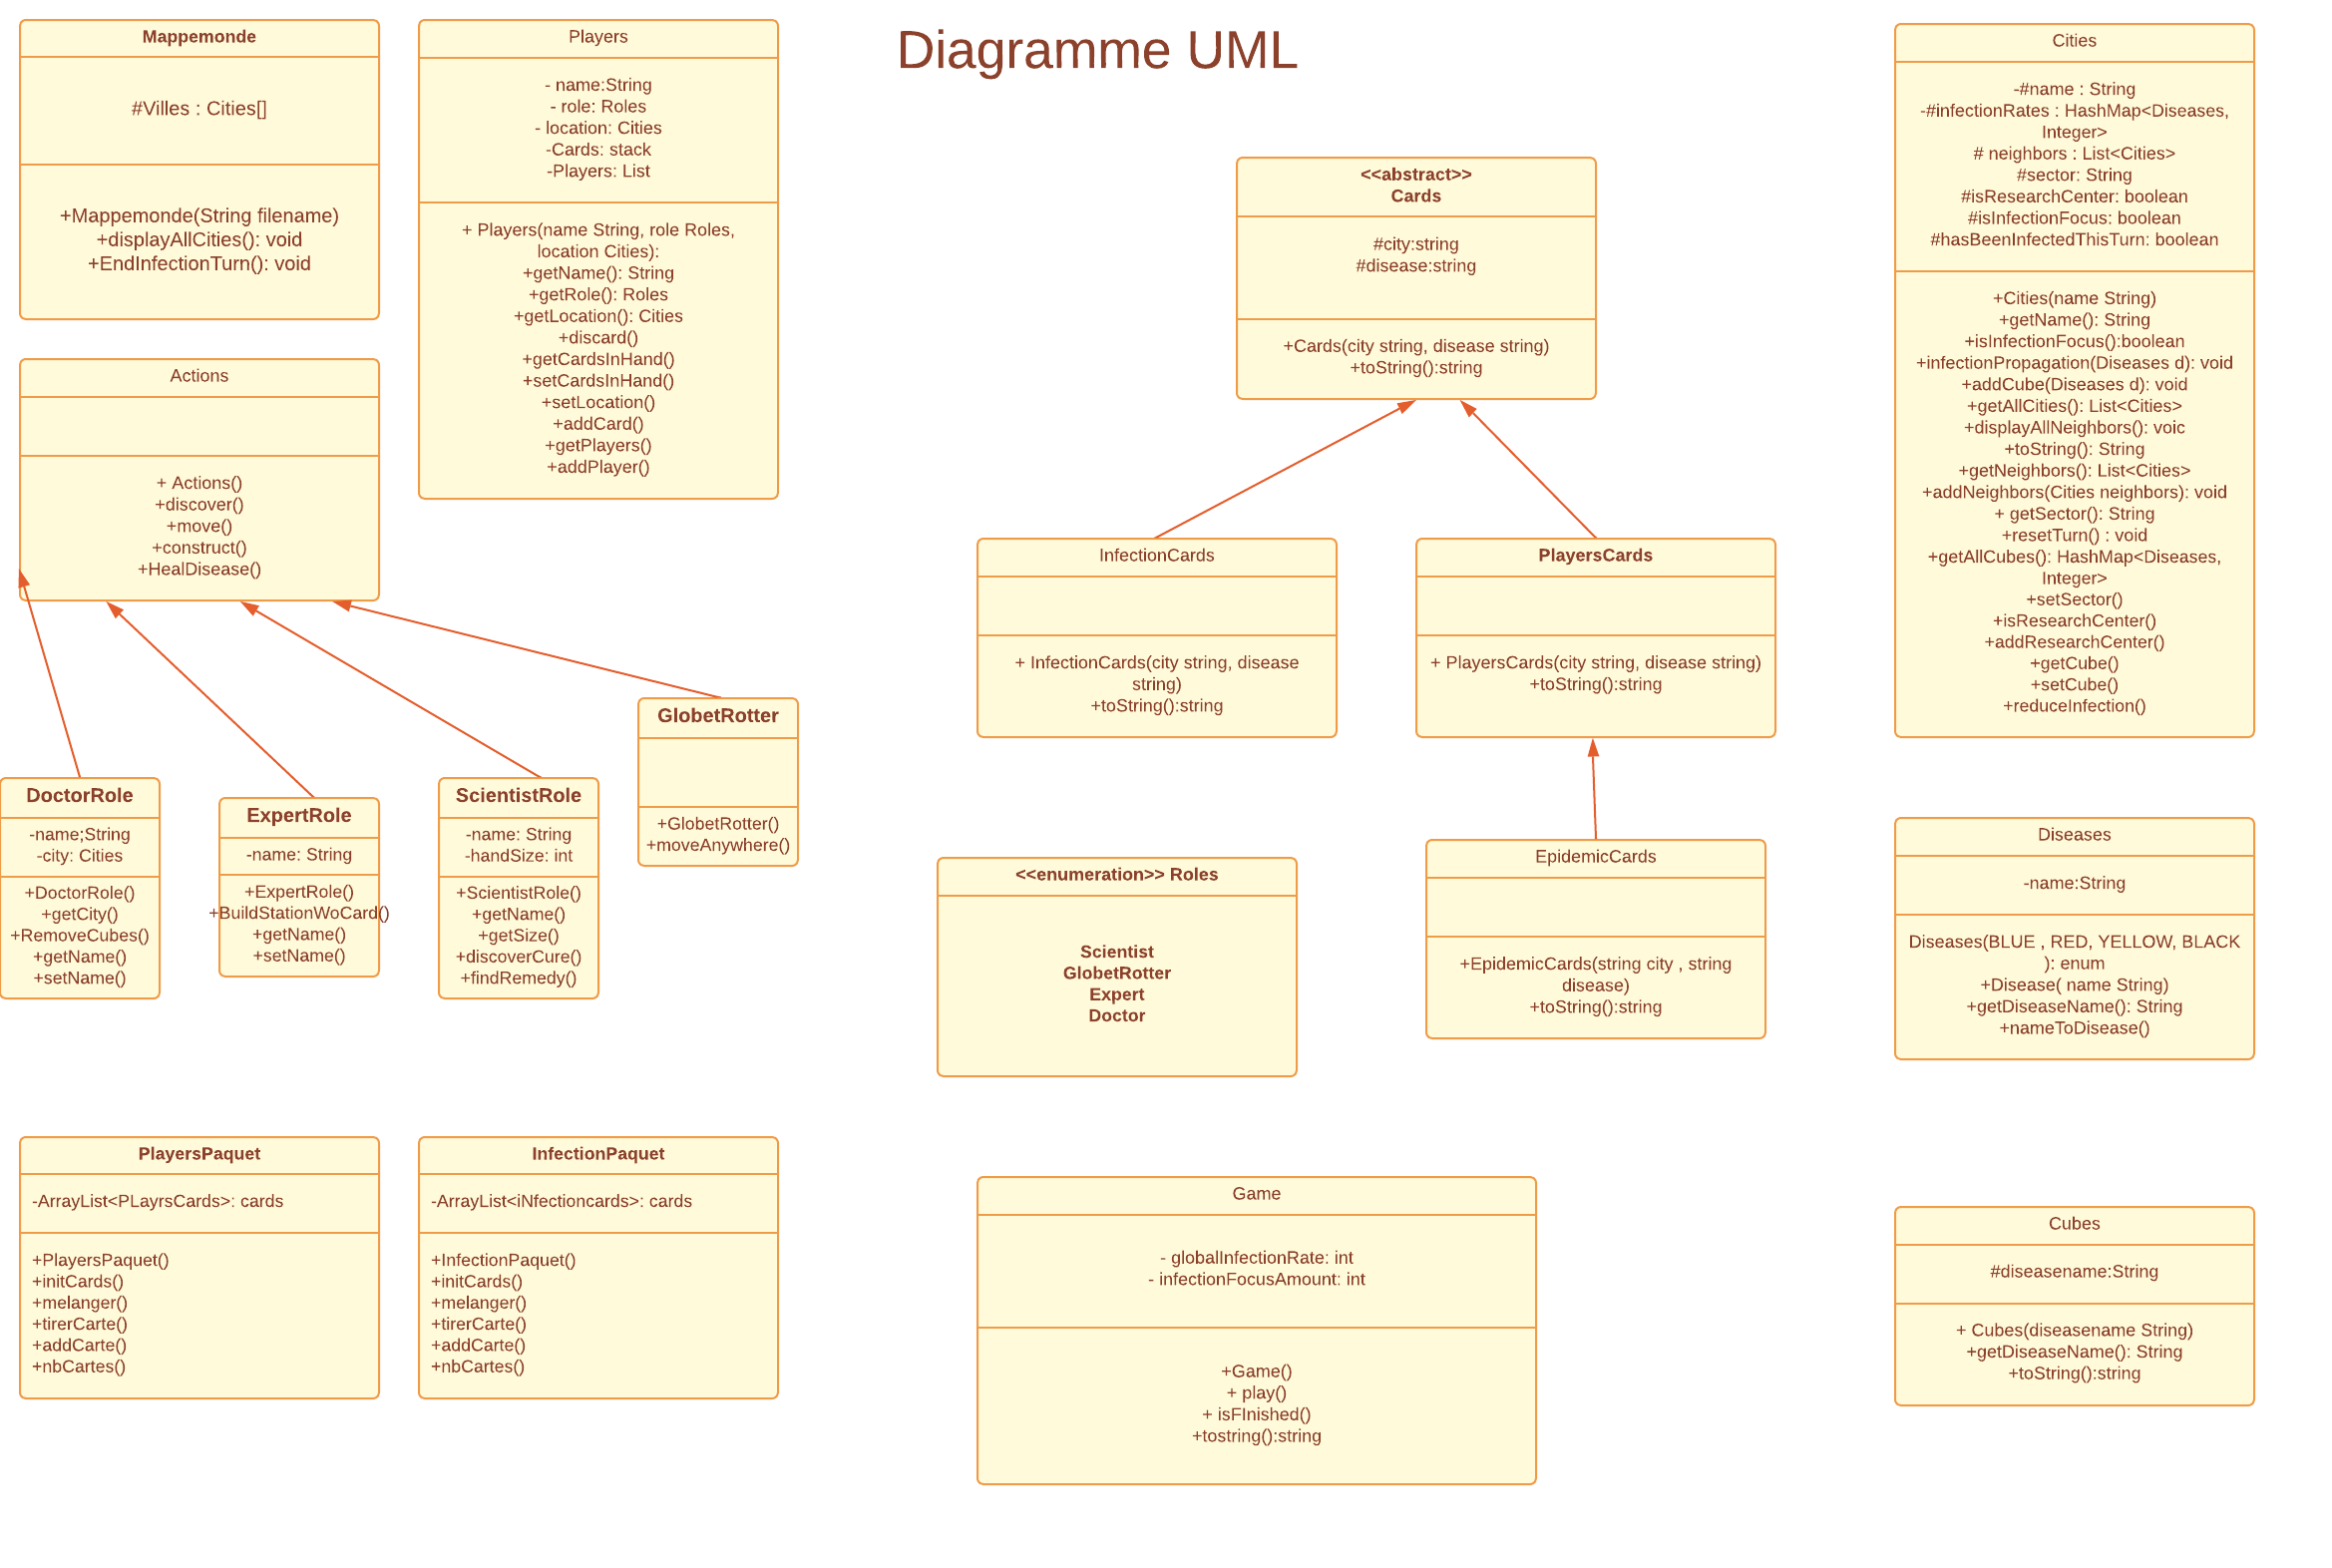 Diagramme UML
Mappemonde
#Villes : Cities[]
+Mappemonde(String filename)
+displayAllCities(): void
+EndInfectionTurn(): void
Players
- name:String
- role: Roles
- location: Cities
-Cards: stack
-Players: List
+ Players(name String, role Roles,
location Cities):
+getName(): String
+getRole(): Roles
+getLocation(): Cities
+discard()
+getCardsInHand()
+setCardsInHand()
+setLocation()
+addCard()
+getPlayers()
+addPlayer()
Actions
+ Actions()
+discover()
+move()
+construct()
+HealDisease()
DoctorRole
-name;String
-city: Cities
+DoctorRole()
+getCity()
+RemoveCubes()
+getName()
+setName()
ExpertRole
-name: String
+ExpertRole()
+BuildStationWoCard()
+getName()
+setName()
ScientistRole
-name: String
-handSize: int
+ScientistRole()
+getName()
+getSize()
+discoverCure()
+findRemedy()
GlobetRotter
+GlobetRotter()
+moveAnywhere()
<<abstract>>
Cards
#city:string
#disease:string
+Cards(city string, disease string)
+toString():string
InfectionCards
+ InfectionCards(city string, disease
string)
+toString():string
PlayersCards
+ PlayersCards(city string, disease string)
+toString():string
EpidemicCards
+EpidemicCards(string city , string
disease)
+toString():string
<<enumeration>> Roles
Scientist
GlobetRotter
Expert
Doctor
Cities
-#name : String
-#infectionRates : HashMap<Diseases,
Integer>
# neighbors : List<Cities>
#sector: String
#isResearchCenter: boolean
#isInfectionFocus: boolean
#hasBeenInfectedThisTurn: boolean
+Cities(name String)
+getName(): String
+isInfectionFocus():boolean
+infectionPropagation(Diseases d): void
+addCube(Diseases d): void
+getAllCities(): List<Cities>
+displayAllNeighbors(): voic
+toString(): String
+getNeighbors(): List<Cities>
+addNeighbors(Cities neighbors): void
+ getSector(): String
+resetTurn() : void
+getAllCubes(): HashMap<Diseases,
Integer>
+setSector()
+isResearchCenter()
+addResearchCenter()
+getCube()
+setCube()
+reduceInfection()
Diseases
-name:String
Diseases(BLUE , RED, YELLOW, BLACK
): enum
+Disease( name String)
+getDiseaseName(): String
+nameToDisease()
PlayersPaquet
-ArrayList<PLayrsCards>: cards
+PlayersPaquet()
+initCards()
+melanger()
+tirerCarte()
+addCarte()
+nbCartes()
InfectionPaquet
-ArrayList<iNfectioncards>: cards
+InfectionPaquet()
+initCards()
+melanger()
+tirerCarte()
+addCarte()
+nbCartes()
Game
- globalInfectionRate: int
- infectionFocusAmount: int
+Game()
+ play()
+ isFInished()
+tostring():string
Cubes
#diseasename:String
+ Cubes(diseasename String)
+getDiseaseName(): String
+toString():string